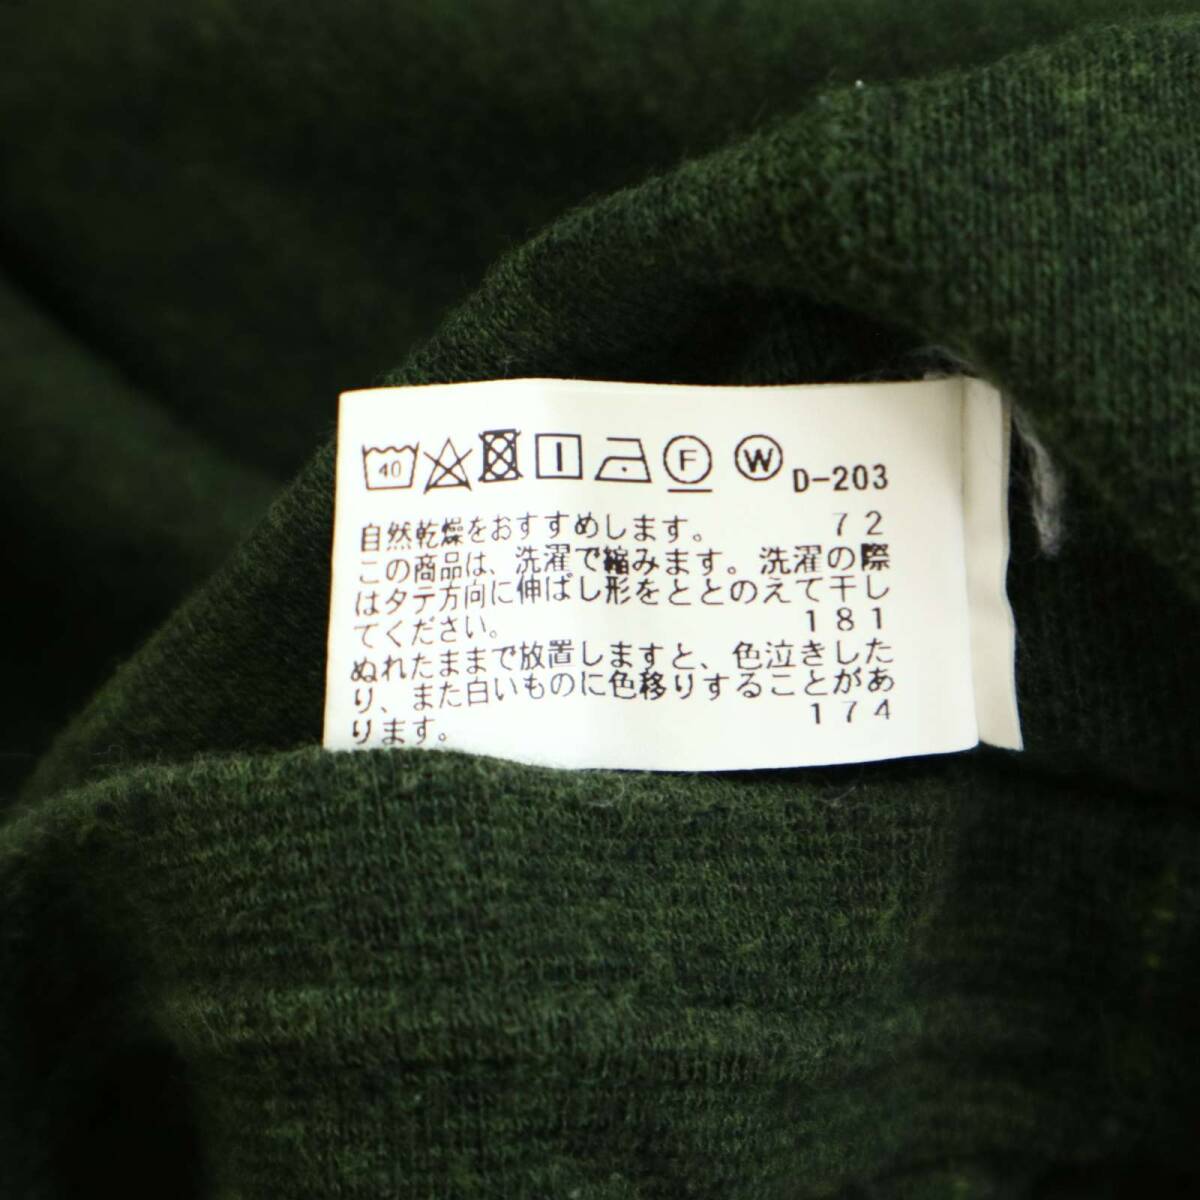 40 F W D-203
自然乾燥をおすすめします。 72
この商品は、洗濯で縮みます。洗濯の際
はタテ方向に伸ばし形をととのえて干し
てください。 181
ぬれたままで放置しますと、色泣きした
り、また白いものに色移りすることがあ
ります。 174